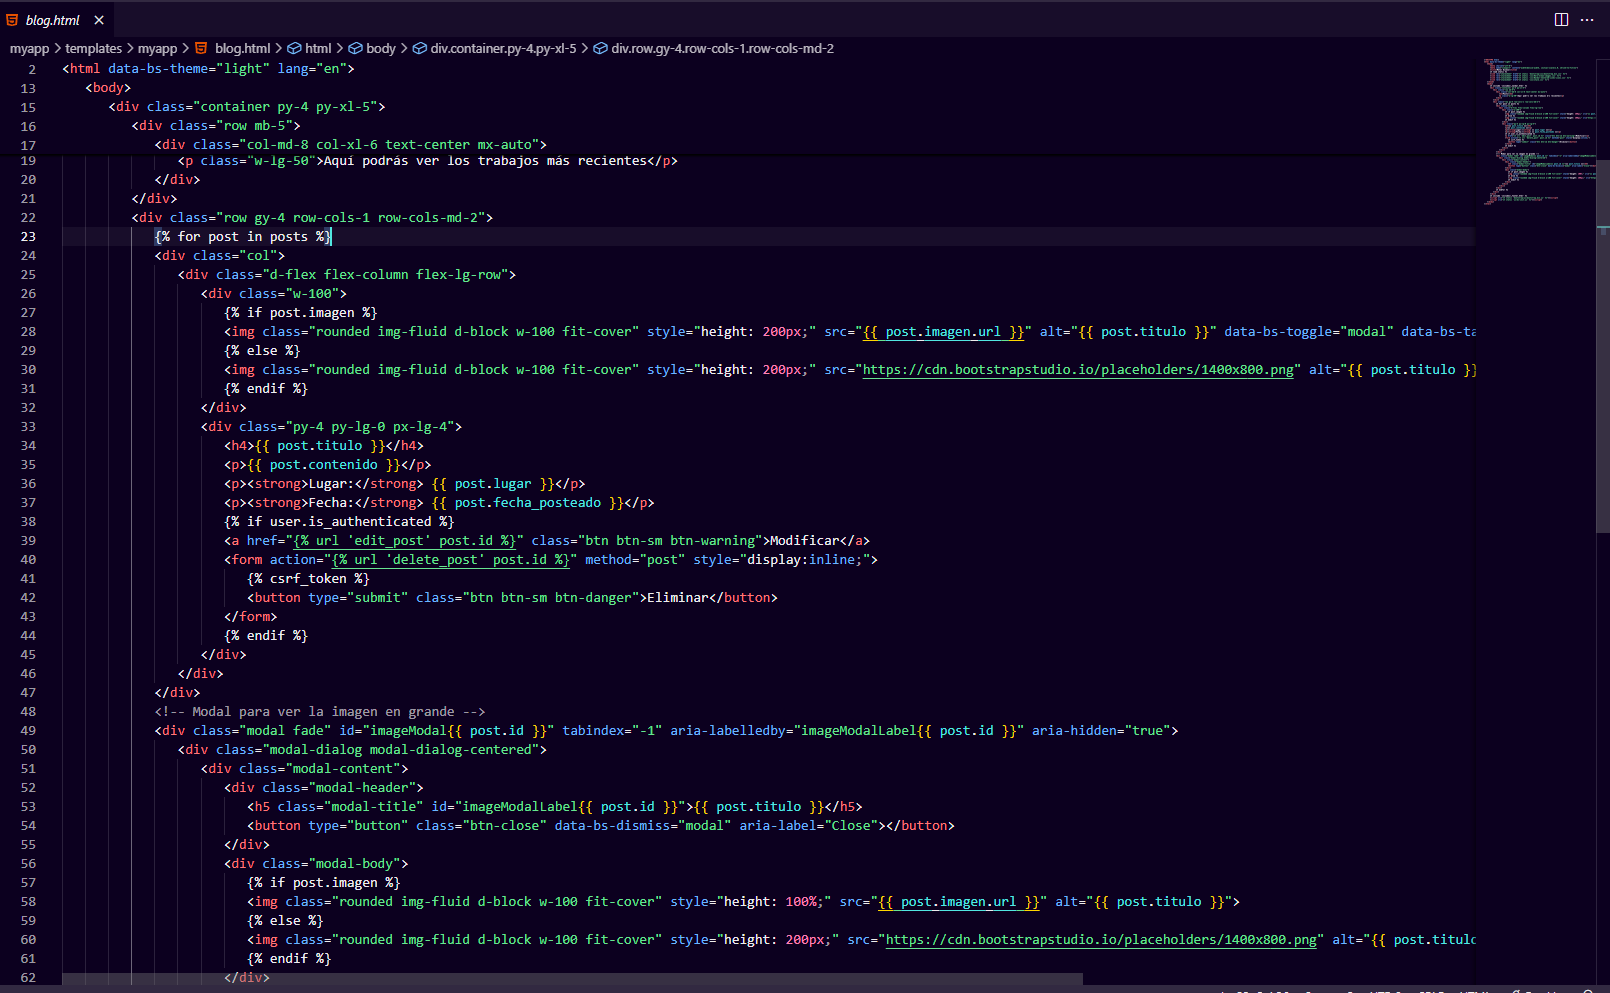 blog.html
myapp > templates > myapp > blog.html > html > body > div.container.py-4.py-xl-5 > div.row.gy-4.row-cols-1.row-cols-md-2
2 <html data-bs-theme="light" lang="en">
13 <body>
15 <div class="container py-4 py-xl-5">
16 <div class="row mb-5">
17 <div class="col-md-8 col-xl-6 text-center mx-auto">
19 <p class="w-lg-50">Aquí podrás ver los trabajos más recientes</p>
20 </div>
21 </div>
22 <div class="row gy-4 row-cols-1 row-cols-md-2">
23 {% for post in posts %}
24 <div class="col">
25 <div class="d-flex flex-column flex-lg-row">
26 <div class="w-100">
27 {% if post.imagen %}
28 <img class="rounded img-fluid d-block w-100 fit-cover" style="height: 200px;" src="{{ post.imagen.url }}" alt="{{ post.titulo }}" data-bs-toggle="modal" data-bs-ta
29 {% else %}
30 <img class="rounded img-fluid d-block w-100 fit-cover" style="height: 200px;" src="https://cdn.bootstrapstudio.io/placeholders/1400x800.png" alt="{{ post.titulo }}
31 {% endif %}
32 </div>
33 <div class="py-4 py-lg-0 px-lg-4">
34 <h4>{{ post.titulo }}</h4>
35 <p>{{ post.contenido }}</p>
36 <p><strong>Lugar:</strong> {{ post.lugar }}</p>
37 <p><strong>Fecha:</strong> {{ post.fecha_posteado }}</p>
38 {% if user.is_authenticated %}
39 <a href="{% url 'edit_post' post.id %}" class="btn btn-sm btn-warning">Modificar</a>
40 <form action="{% url 'delete_post' post.id %}" method="post" style="display:inline;">
41 {% csrf_token %}
42 <button type="submit" class="btn btn-sm btn-danger">Eliminar</button>
43 </form>
44 {% endif %}
45 </div>
46 </div>
47 </div>
48 <!-- Modal para ver la imagen en grande -->
49 <div class="modal fade" id="imageModal{{ post.id }}" tabindex="-1" aria-labelledby="imageModalLabel{{ post.id }}" aria-hidden="true">
50 <div class="modal-dialog modal-dialog-centered">
51 <div class="modal-content">
52 <div class="modal-header">
53 <h5 class="modal-title" id="imageModalLabel{{ post.id }}">{{ post.titulo }}</h5>
54 <button type="button" class="btn-close" data-bs-dismiss="modal" aria-label="Close"></button>
55 </div>
56 <div class="modal-body">
57 {% if post.imagen %}
58 <img class="rounded img-fluid d-block w-100 fit-cover" style="height: 100%;" src="{{ post.imagen.url }}" alt="{{ post.titulo }}">
59 {% else %}
60 <img class="rounded img-fluid d-block w-100 fit-cover" style="height: 200px;" src="https://cdn.bootstrapstudio.io/placeholders/1400x800.png" alt="{{ post.titulo
61 {% endif %}
62 </div>